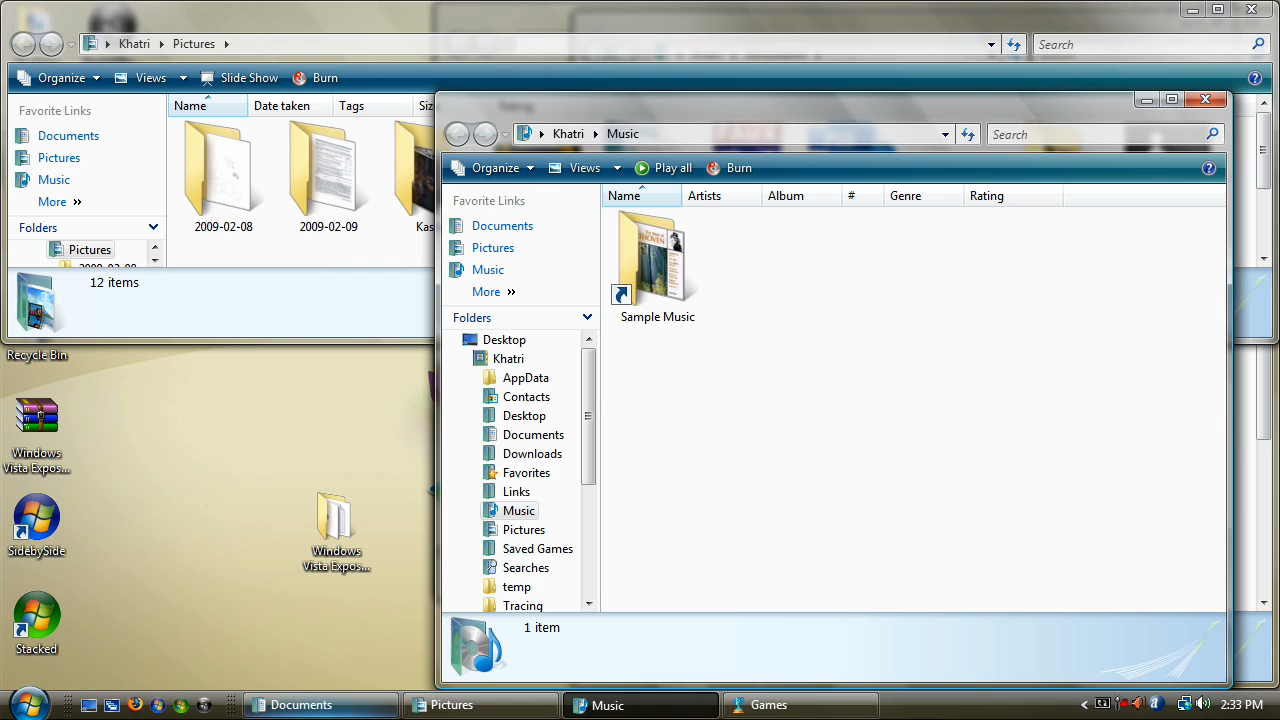 Khatri Pictures
Search
Organize Views Slide Show Burn
Favorite Links
Name Date taken Tags
Documents
Pictures
Music
More »
2009-02-08 2009-02-09
Folders
Pictures
12 items
Khatri Music
Search
Organize Views Play all Burn
Favorite Links
Name Artists Album # Genre Rating
Documents
Pictures
Music
More »
Folders
Sample Music
Desktop
Khatri
AppData
Contacts
Desktop
Documents
Downloads
Favorites
Links
Music
Pictures
Saved Games
Searches
temp
Tracing
1 item
Recycle Bin
Windows
Vista Expos...
SidebySide
Windows
Vista Expos...
Stacked
Documents Pictures Music Games
2:33 PM